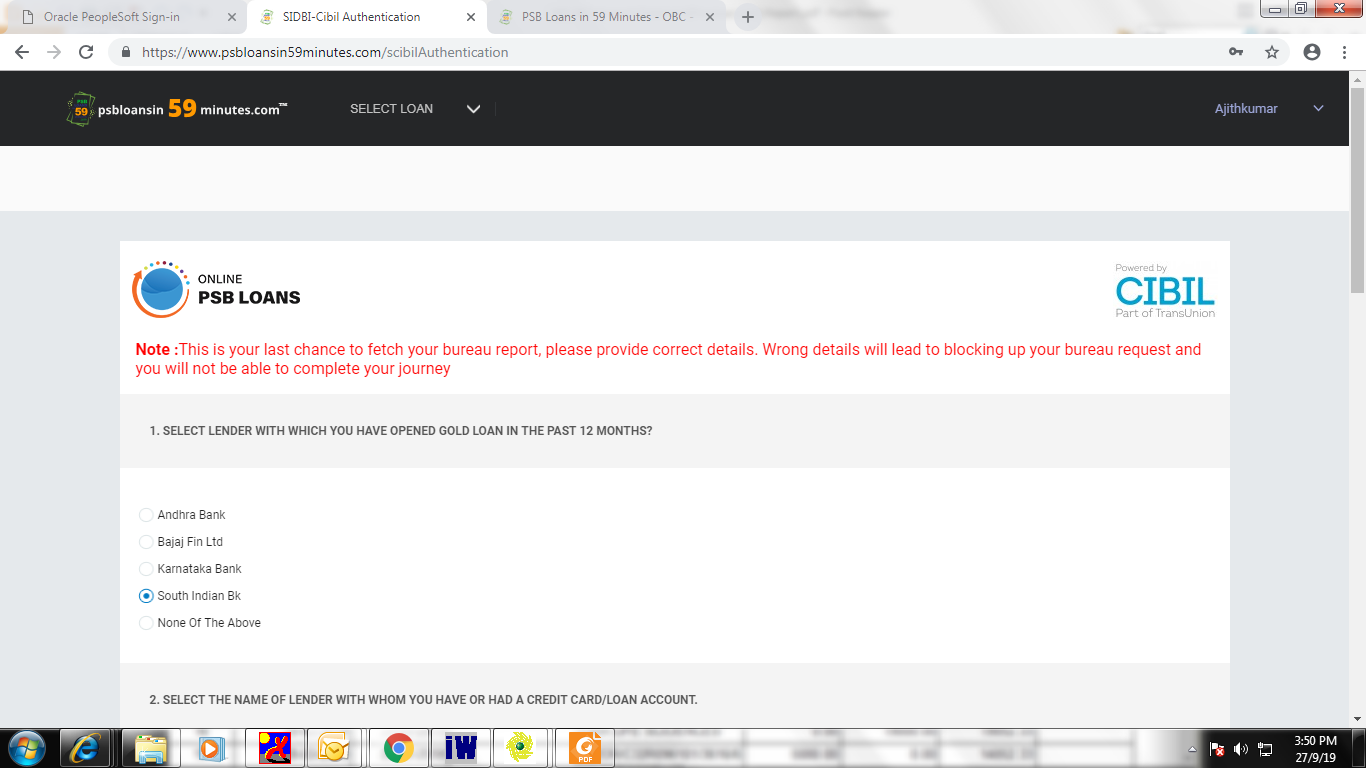 Oracle PeopleSoft Sign-in
SIDBI-Cibil Authentication
PSB Loans in 59 Minutes - OBC -
https://www.psbloansin59minutes.com/scibilAuthentication
psbloansin 59 minutes.com™
SELECT LOAN
Ajithkumar
ONLINE
PSB LOANS
Powered by
CIBIL
Part of TransUnion
Note :This is your last chance to fetch your bureau report, please provide correct details. Wrong details will lead to blocking up your bureau request and
you will not be able to complete your journey
1. SELECT LENDER WITH WHICH YOU HAVE OPENED GOLD LOAN IN THE PAST 12 MONTHS?
Andhra Bank
Bajaj Fin Ltd
Karnataka Bank
South Indian Bk
None Of The Above
2. SELECT THE NAME OF LENDER WITH WHOM YOU HAVE OR HAD A CREDIT CARD/LOAN ACCOUNT.
iW
PDF
3:50 PM
27/9/19